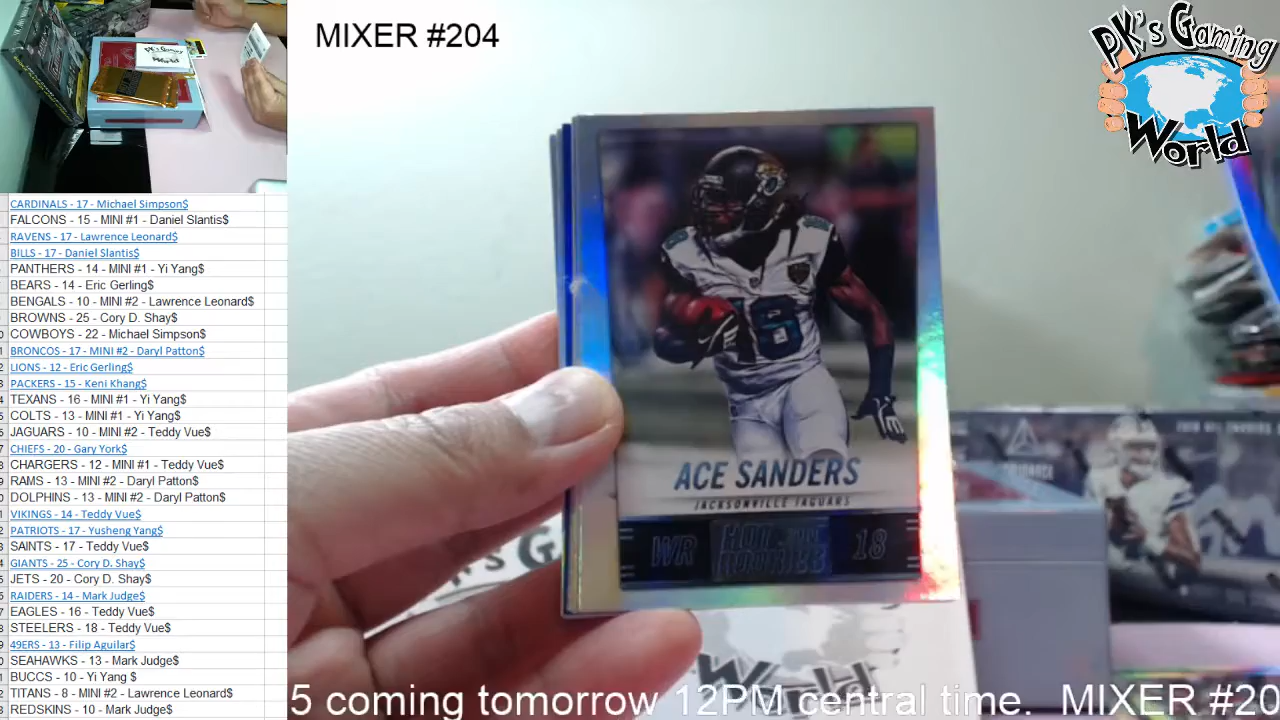 MIXER #204
PK's Gaming
World
CARDINALS - 17 - Michael Simpson$
FALCONS - 15 - MINI #1 - Daniel Slantis$
RAVENS - 17 - Lawrence Leonard$
BILLS - 17 - Daniel Slantis$
PANTHERS - 14 - MINI #1 - Yi Yang$
BEARS - 14 - Eric Gerling$
BENGALS - 10 - MINI #2 - Lawrence Leonard$
BROWNS - 25 - Cory D. Shay$
COWBOYS - 22 - Michael Simpson$
BRONCOS - 17 - MINI #2 - Daryl Patton$
LIONS - 12 - Eric Gerling$
PACKERS - 15 - Keni Khang$
TEXANS - 16 - MINI #1 - Yi Yang$
COLTS - 13 - MINI #1 - Yi Yang$
JAGUARS - 10 - MINI #2 - Teddy Vue$
CHIEFS - 20 - Gary York$
CHARGERS - 12 - MINI #1 - Teddy Vue$
RAMS - 13 - MINI #2 - Daryl Patton$
DOLPHINS - 13 - MINI #2 - Daryl Patton$
VIKINGS - 14 - Teddy Vue$
PATRIOTS - 17 - Yusheng Yang$
SAINTS - 17 - Teddy Vue$
GIANTS - 25 - Cory D. Shay$
JETS - 20 - Cory D. Shay$
RAIDERS - 14 - Mark Judge$
EAGLES - 16 - Teddy Vue$
STEELERS - 18 - Teddy Vue$
49ERS - 13 - Filip Aguilar$
SEAHAWKS - 13 - Mark Judge$
BUCCS - 10 - Yi Yang $
TITANS - 8 - MINI #2 - Lawrence Leonard$
REDSKINS - 10 - Mark Judge$
18
ACE SANDERS
JACKSONVILLE JAGUARS
WR
HOT ROOKIES
18
World
5 coming tomorrow 12PM central time. MIXER #20